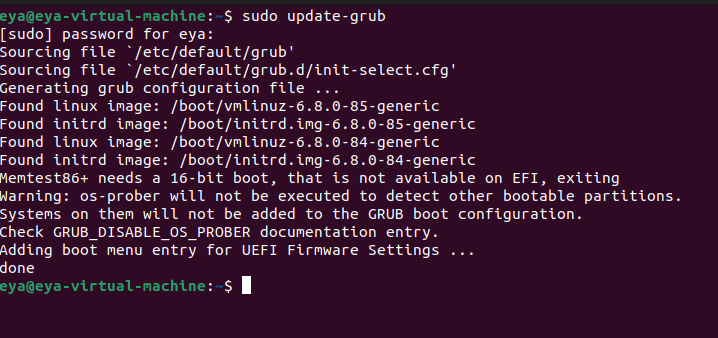 eya@eya-virtual-machine:~$ sudo update-grub
[sudo] password for eya:
Sourcing file `/etc/default/grub'
Sourcing file `/etc/default/grub.d/init-select.cfg'
Generating grub configuration file ...
Found linux image: /boot/vmlinuz-6.8.0-85-generic
Found initrd image: /boot/initrd.img-6.8.0-85-generic
Found linux image: /boot/vmlinuz-6.8.0-84-generic
Found initrd image: /boot/initrd.img-6.8.0-84-generic
Memtest86+ needs a 16-bit boot, that is not available on EFI, exiting
Warning: os-prober will not be executed to detect other bootable partitions.
Systems on them will not be added to the GRUB boot configuration.
Check GRUB_DISABLE_OS_PROBER documentation entry.
Adding boot menu entry for UEFI Firmware Settings ...
done
eya@eya-virtual-machine:~$